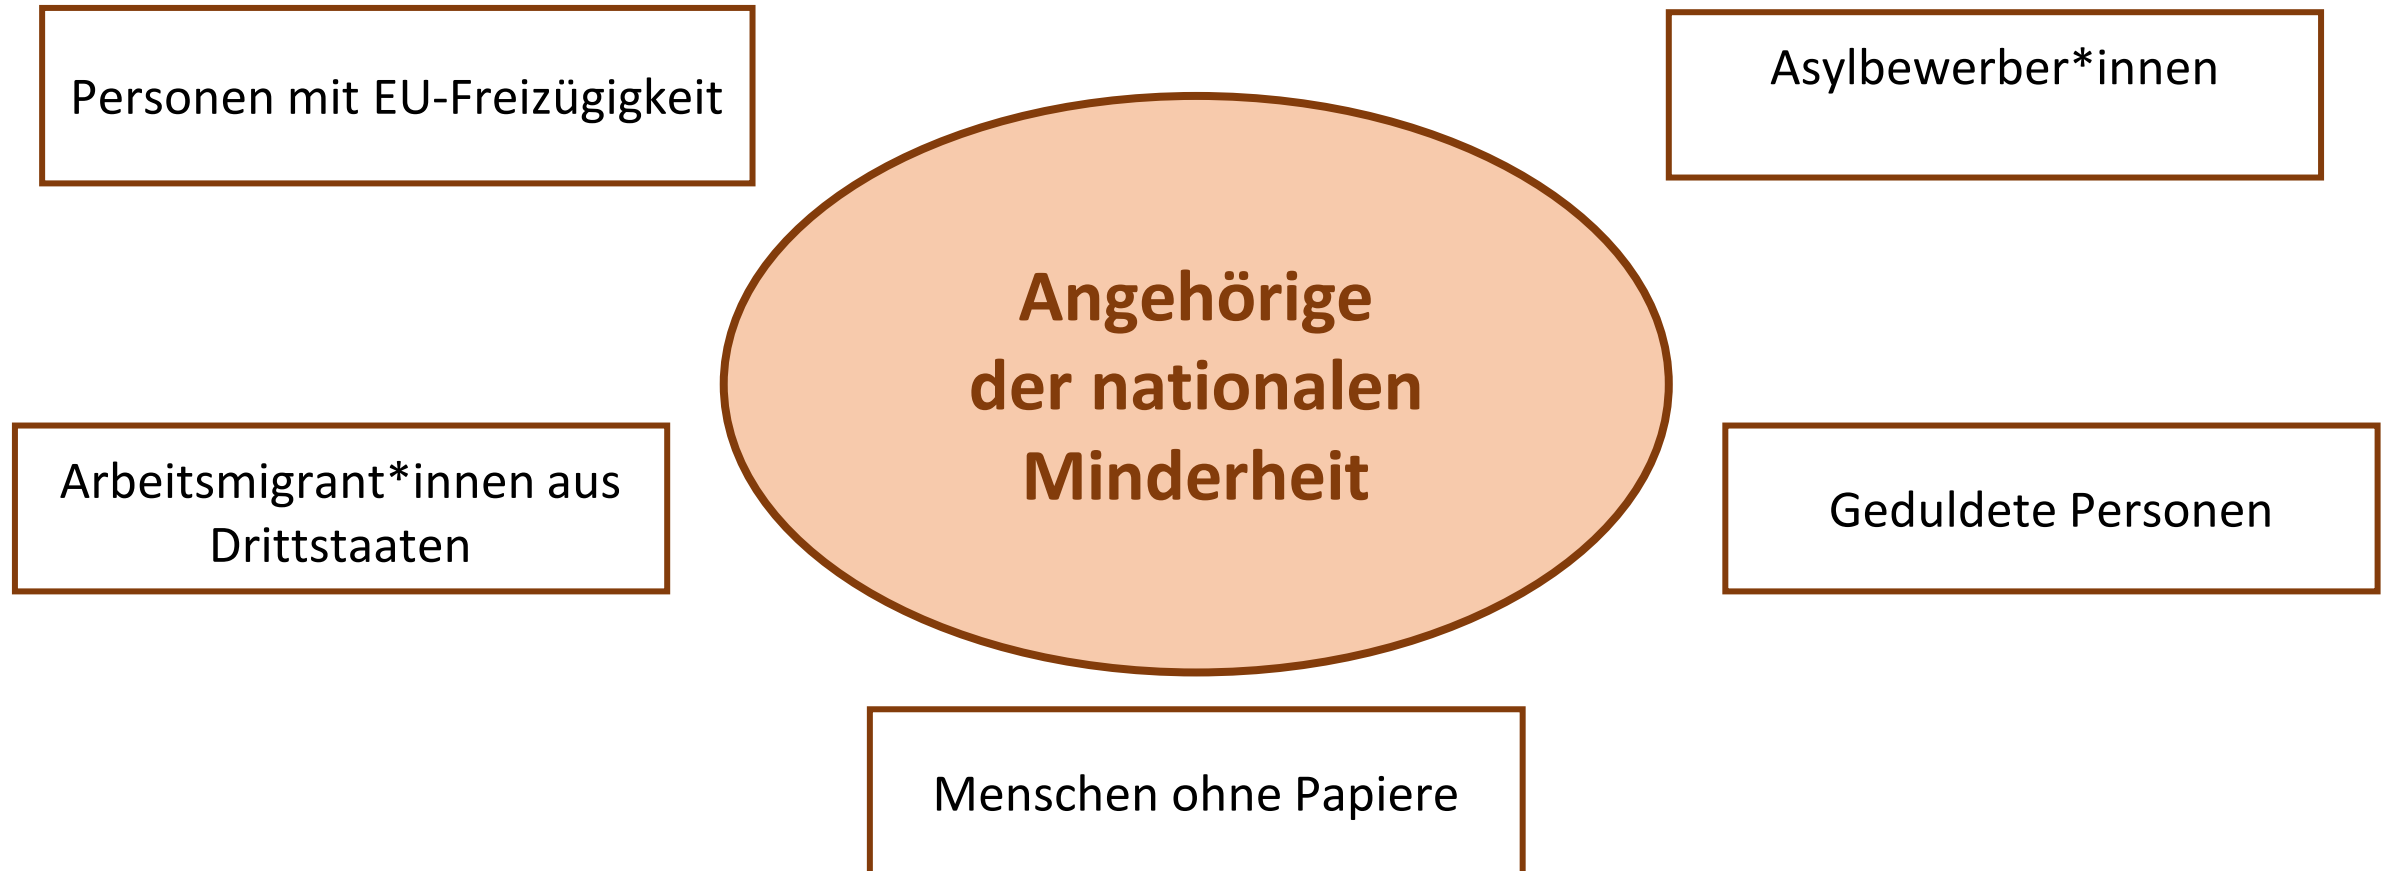 Personen mit EU-Freizügigkeit
Asylbewerber*innen
Angehörige
der nationalen
Minderheit
Arbeitsmigrant*innen aus
Drittstaaten
Geduldete Personen
Menschen ohne Papiere